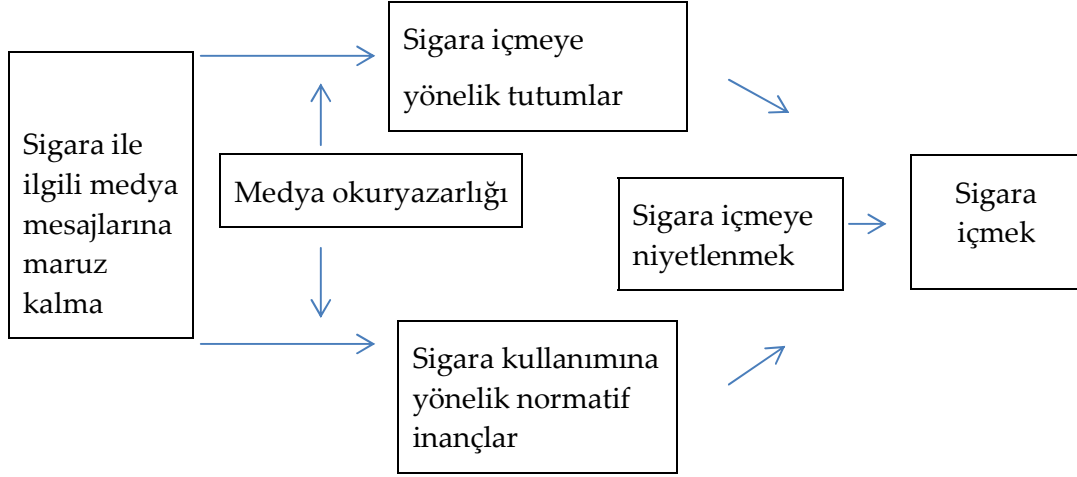 Sigara ile
ilgili medya
mesajlarına
maruz
kalma
Sigara içmeye
yönelik tutumlar
Medya okuryazarlığı
Sigara kullanımına
yönelik normatif
inançlar
Sigara içmeye
niyetlenmek
Sigara
içmek